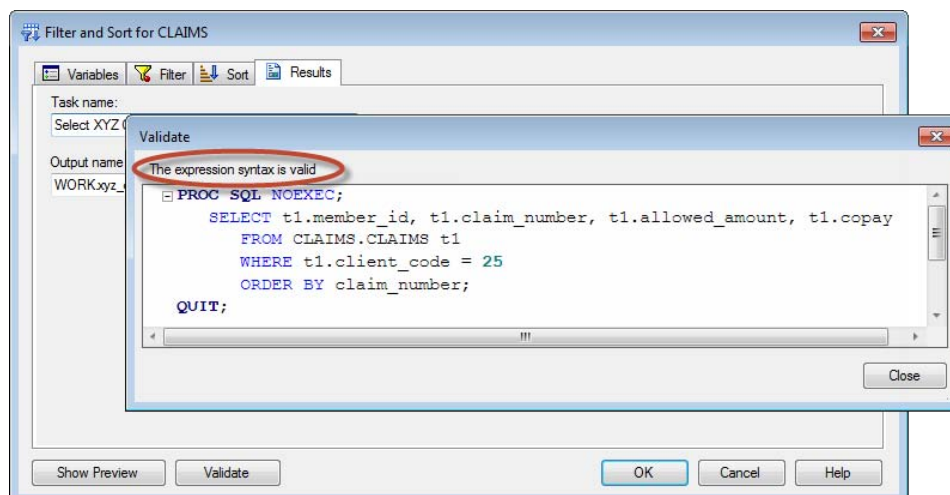 Filter and Sort for CLAIMS
Variables Filter Sort Results
Task name:
Select XYZ
Validate
Output name
The expression syntax is valid
WORK.xyz_
PROC SQL NOEXEC;
SELECT t1.member_id, t1.claim_number, t1.allowed_amount, t1.copay
FROM CLAIMS.CLAIMS t1
WHERE t1.client_code = 25
ORDER BY claim_number;
QUIT;
Close
Show Preview Validate OK Cancel Help